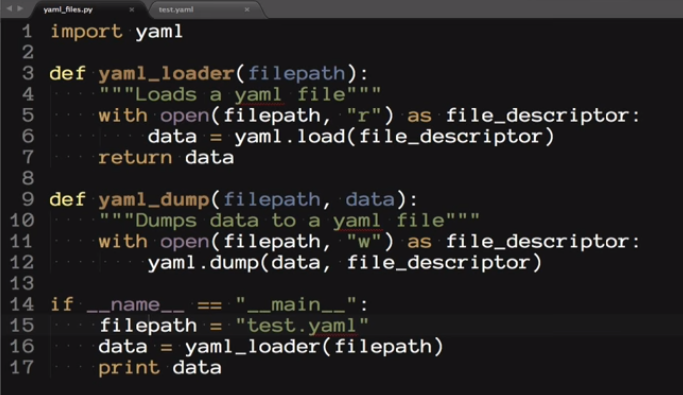 yaml_files.py × test.yaml ×
1 import yaml
2
3 def yaml_loader(filepath):
4     """Loads a yaml file"""
5     with open(filepath, "r") as file_descriptor:
6         data = yaml.load(file_descriptor)
7     return data
8
9 def yaml_dump(filepath, data):
10     """Dumps data to a yaml file"""
11     with open(filepath, "w") as file_descriptor:
12         yaml.dump(data, file_descriptor)
13
14 if __name__ == "__main__":
15     filepath = "test.yaml"
16     data = yaml_loader(filepath)
17     print data